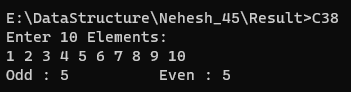 E:\DataStructure\Nehesh_45\Result>C38
Enter 10 Elements:
1 2 3 4 5 6 7 8 9 10
Odd : 5 Even : 5